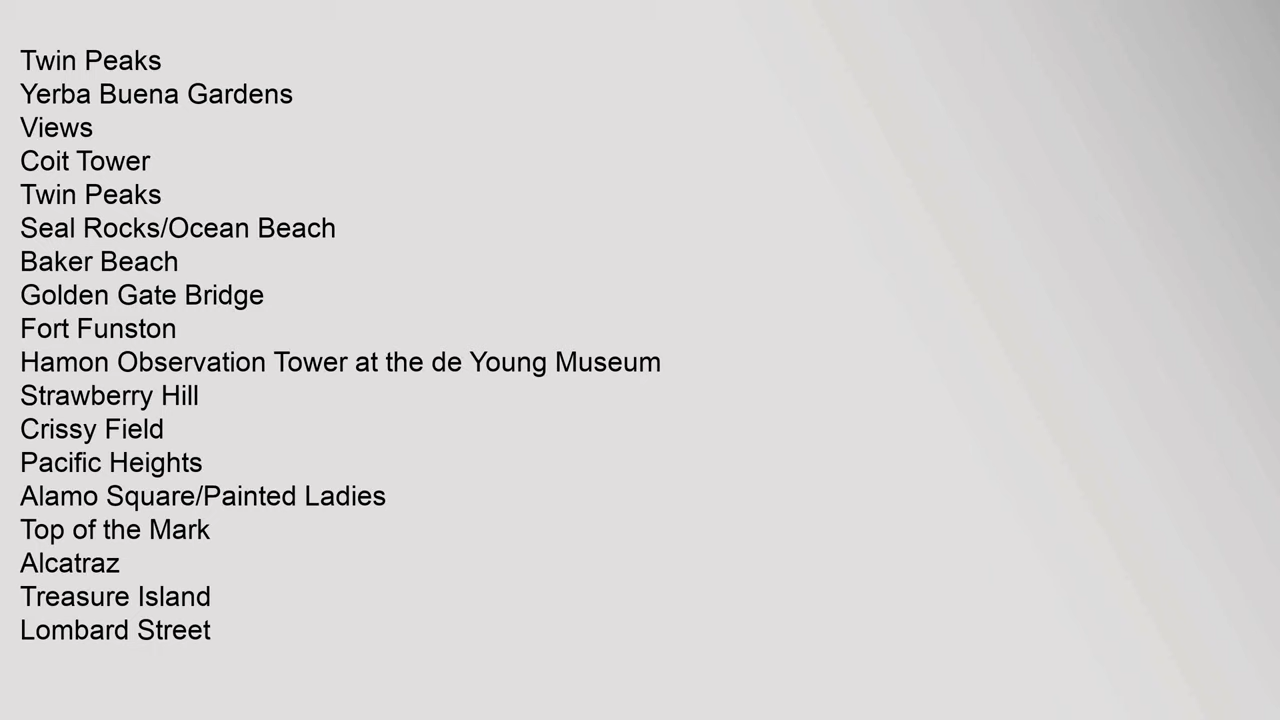 Twin Peaks
Yerba Buena Gardens
Views
Coit Tower
Twin Peaks
Seal Rocks/Ocean Beach
Baker Beach
Golden Gate Bridge
Fort Funston
Hamon Observation Tower at the de Young Museum
Strawberry Hill
Crissy Field
Pacific Heights
Alamo Square/Painted Ladies
Top of the Mark
Alcatraz
Treasure Island
Lombard Street